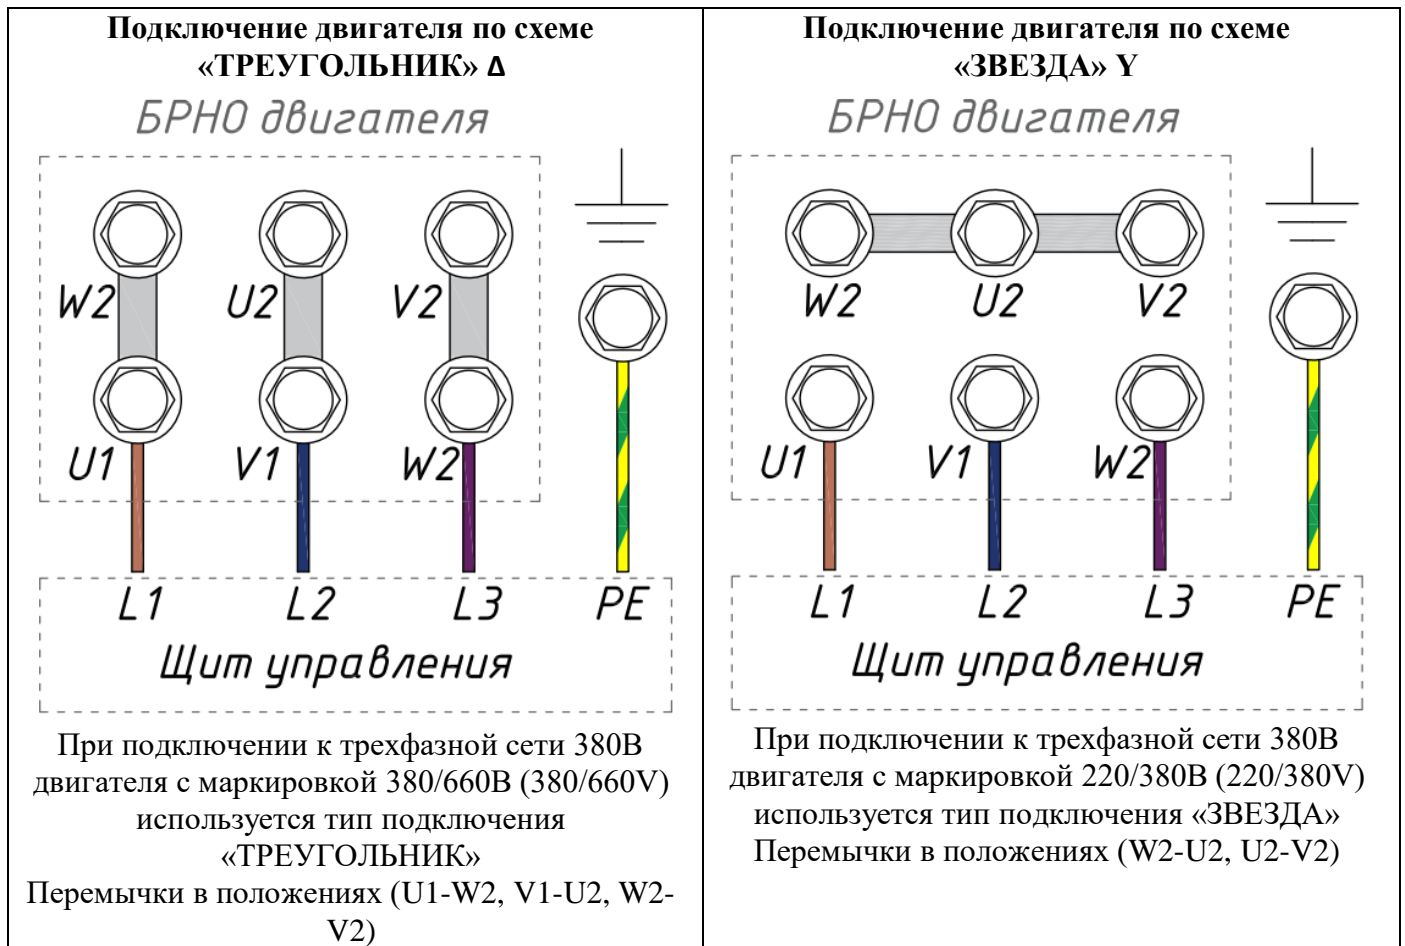 Подключение двигателя по схеме
«ТРЕУГОЛЬНИК» Δ
БРНО двигателя
W2 U2 V2
U1 V1 W2
L1 L2 L3 PE
Щит управления
При подключении к трехфазной сети 380В
двигателя с маркировкой 380/660В (380/660V)
используется тип подключения
«ТРЕУГОЛЬНИК»
Перемычки в положениях (U1-W2, V1-U2, W2-
V2)
Подключение двигателя по схеме
«ЗВЕЗДА» Y
БРНО двигателя
W2 U2 V2
U1 V1 W2
L1 L2 L3 PE
Щит управления
При подключении к трехфазной сети 380В
двигателя с маркировкой 220/380В (220/380V)
используется тип подключения «ЗВЕЗДА»
Перемычки в положениях (W2-U2, U2-V2)